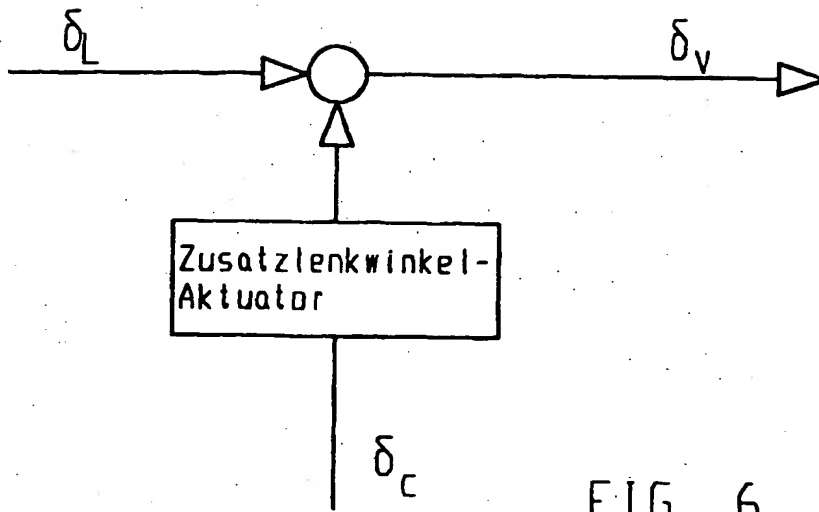 δL
δv
Zusatzlenkwinkel-
Aktuator
δc
FIG. 6